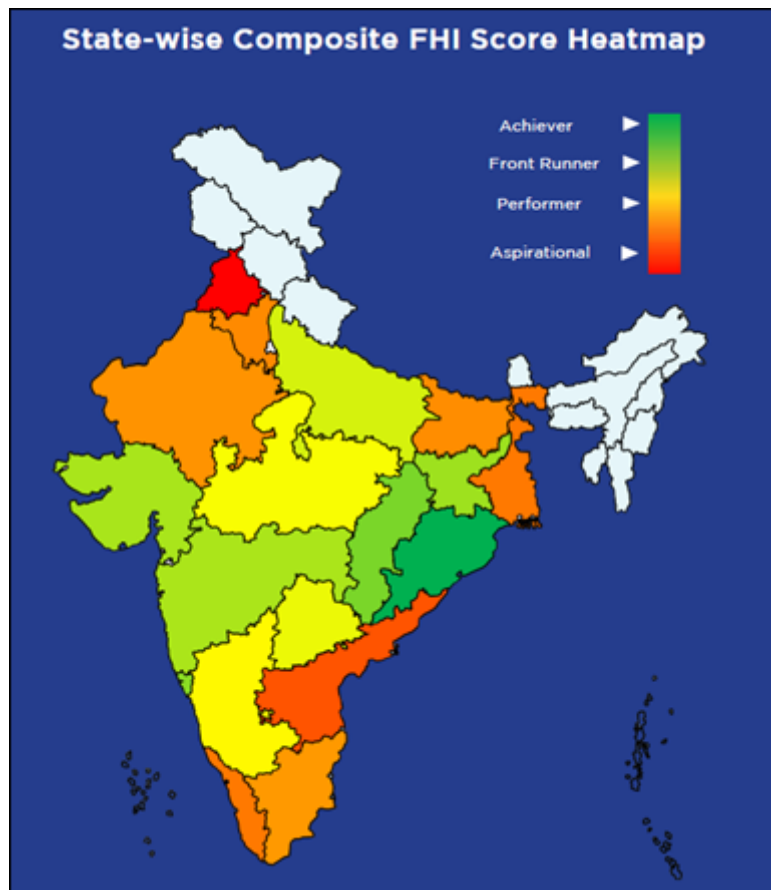 State-wise Composite FHI Score Heatmap
Achiever
Front Runner
Performer
Aspirational